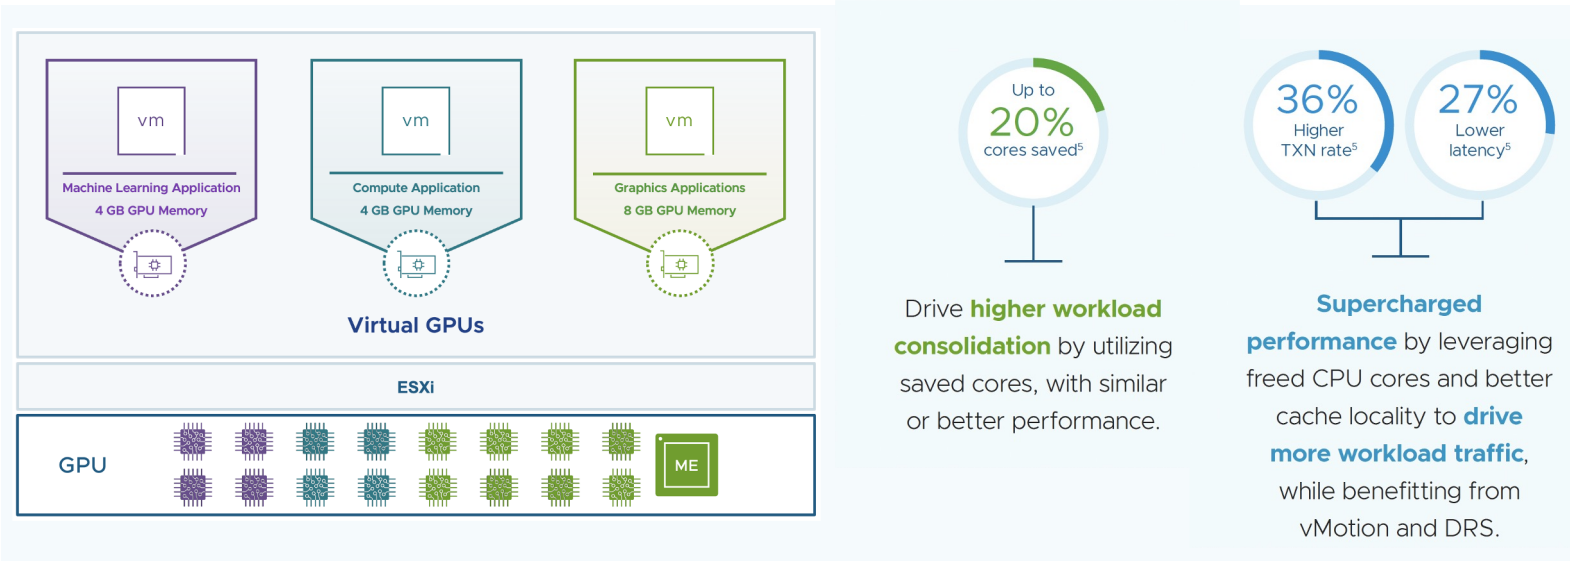 vm
Machine Learning Application
4 GB GPU Memory
vm
Compute Application
4 GB GPU Memory
vm
Graphics Applications
8 GB GPU Memory
Virtual GPUs
ESXi
GPU
ME
Up to
20%
cores saved⁵
Drive higher workload
consolidation by utilizing
saved cores, with similar
or better performance.
36%
Higher
TXN rate⁵
27%
Lower
latency⁵
Supercharged
performance by leveraging
freed CPU cores and better
cache locality to drive
more workload traffic,
while benefitting from
vMotion and DRS.